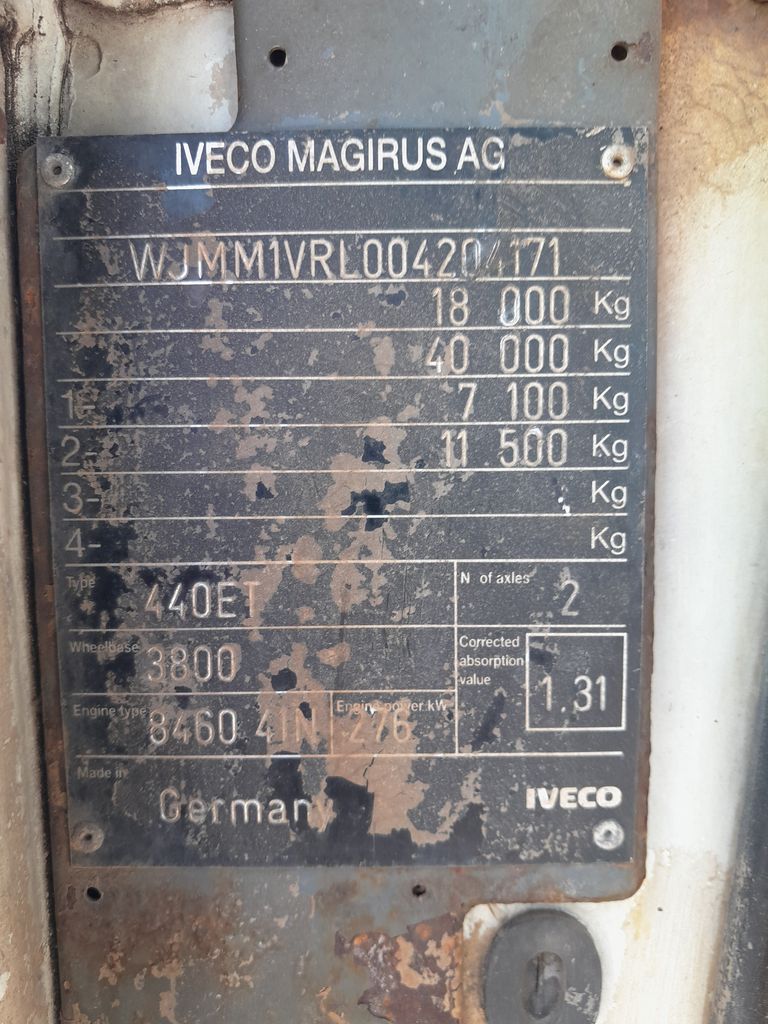 IVECO MAGIRUS AG
WJMM1VRL004204171
18 000 Kg
40 000 Kg
1- 7 100 Kg
2- 11 500 Kg
3- Kg
4- Kg
Type 440ET N of axles 2
Wheelbase 3800 Corrected absorption value 1.31
Engine type 8460 41N Engine power kW 276
Made in Germany IVECO